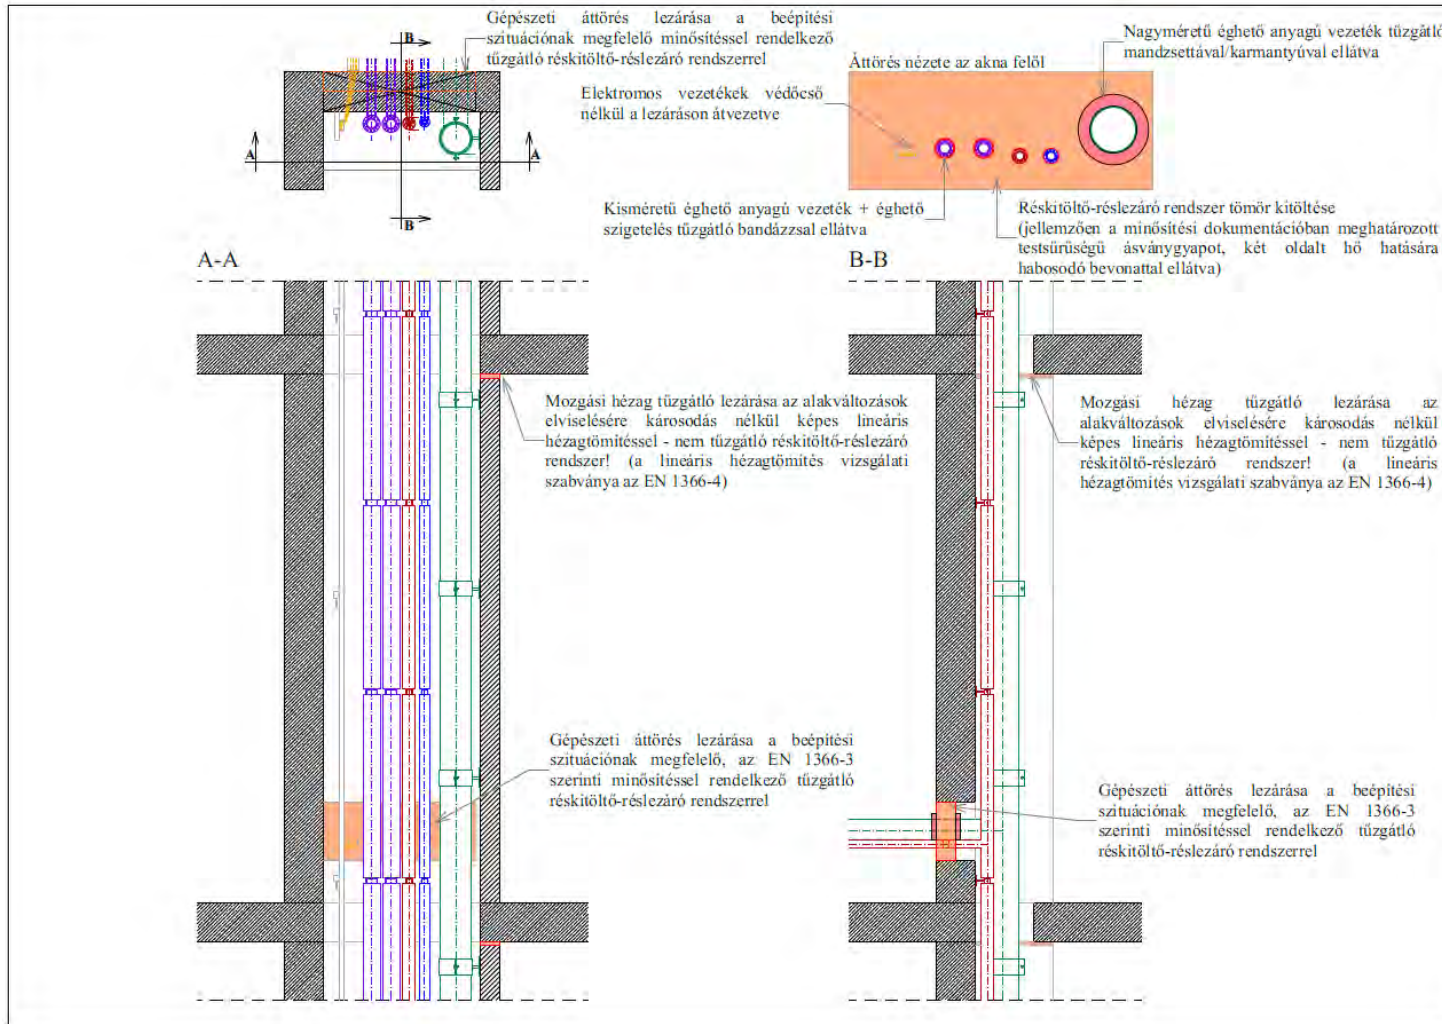 B
Gépészeti áttörés lezárása a beépítési
szituációnak megfelelő minősítéssel rendelkező
tűzgátló réskitöltő-réslezáró rendszerrel
A
A
B
Elektromos vezetékek védőcső
nélkül a lezáráson átvezetve
Áttörés nézete az akna felől
Nagyméretű éghető anyagú vezeték tűzgátló
mandzsettával/karmantyúval ellátva
Kisméretű éghető anyagú vezeték + éghető
szigetelés tűzgátló bandázzsal ellátva
Réskitöltő-réslezáró rendszer tömör kitöltése
(jellemzően a minősítési dokumentációban meghatározott
testsűrűségű ásványgyapot, két oldalt hő hatására
habosodó bevonattal ellátva)
A-A
Mozgási hézag tűzgátló lezárása az alakváltozások
elviselésére károsodás nélkül képes lineáris
hézagtömítéssel - nem tűzgátló réskitöltő-réslezáró
rendszer! (a lineáris hézagtömítés vizsgálati
szabványa az EN 1366-4)
Gépészeti áttörés lezárása a beépítési
szituációnak megfelelő, az EN 1366-3
szerinti minősítéssel rendelkező tűzgátló
réskitöltő-réslezáró rendszerrel
B-B
Mozgási hézag tűzgátló lezárása az
alakváltozások elviselésére károsodás nélkül
képes lineáris hézagtömítéssel - nem tűzgátló
réskitöltő-réslezáró rendszer! (a lineáris
hézagtömítés vizsgálati szabványa az EN 1366-4)
Gépészeti áttörés lezárása a beépítési
szituációnak megfelelő, az EN 1366-3
szerinti minősítéssel rendelkező tűzgátló
réskitöltő-réslezáró rendszerrel